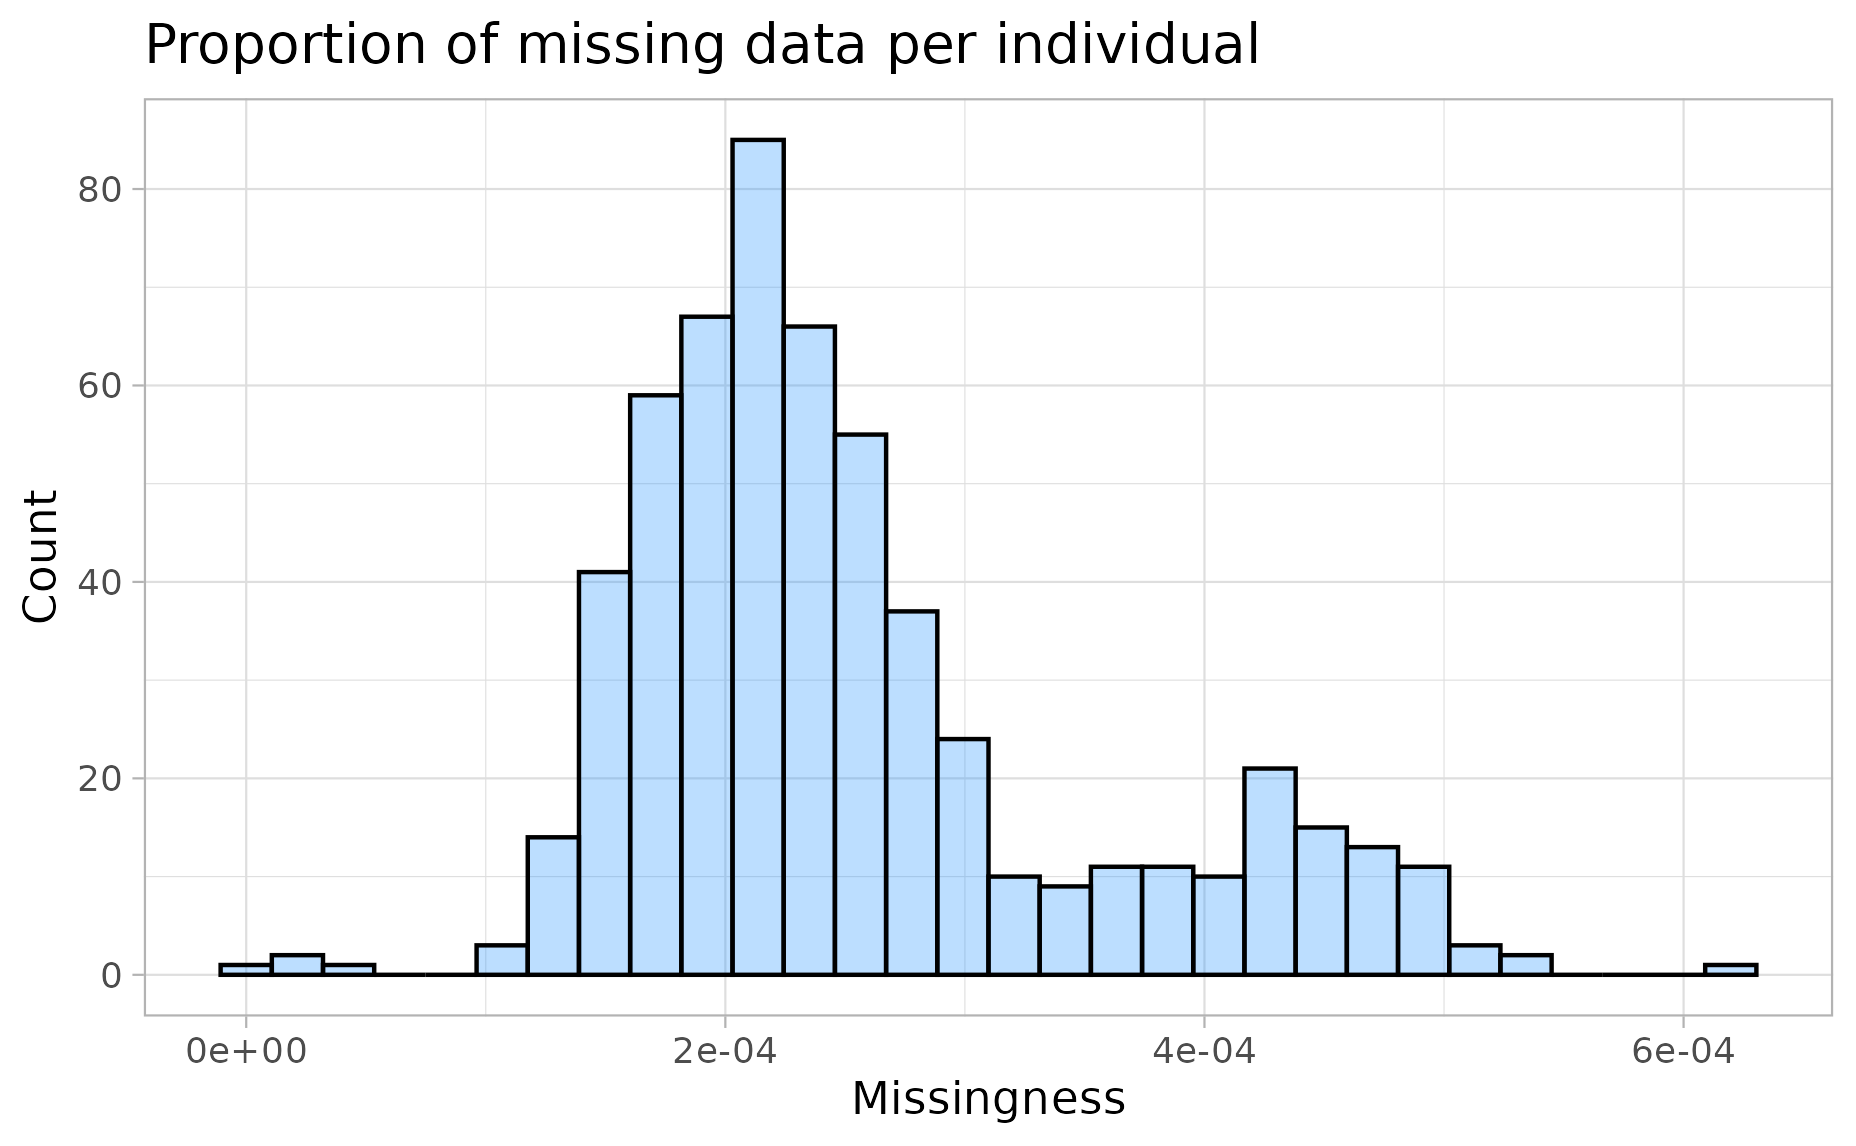 Proportion of missing data per individual
Count
80
60
40
20
0
0e+00 2e-04 4e-04 6e-04
Missingness